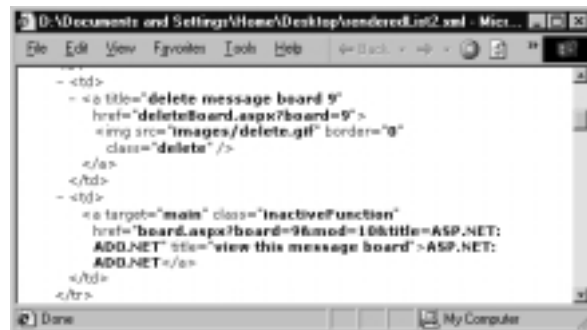 D:\Documents and Settings\Home\Desktop\renderedList2.xml - Micr...
File Edit View Favorites Tools Help Back »
- <td>
- <a title="delete message board 9"
href="deleteBoard.aspx?board=9">
<img src="images/delete.gif" border="0"
class="delete" />
</a>
</td>
- <td>
<a target="main" class="inactiveFunction"
href="board.aspx?board=9&mod=10&title=ASP.NET:
ADO.NET" title="view this message board">ASP.NET:
ADO.NET</a>
</td>
</tr>
Done My Computer